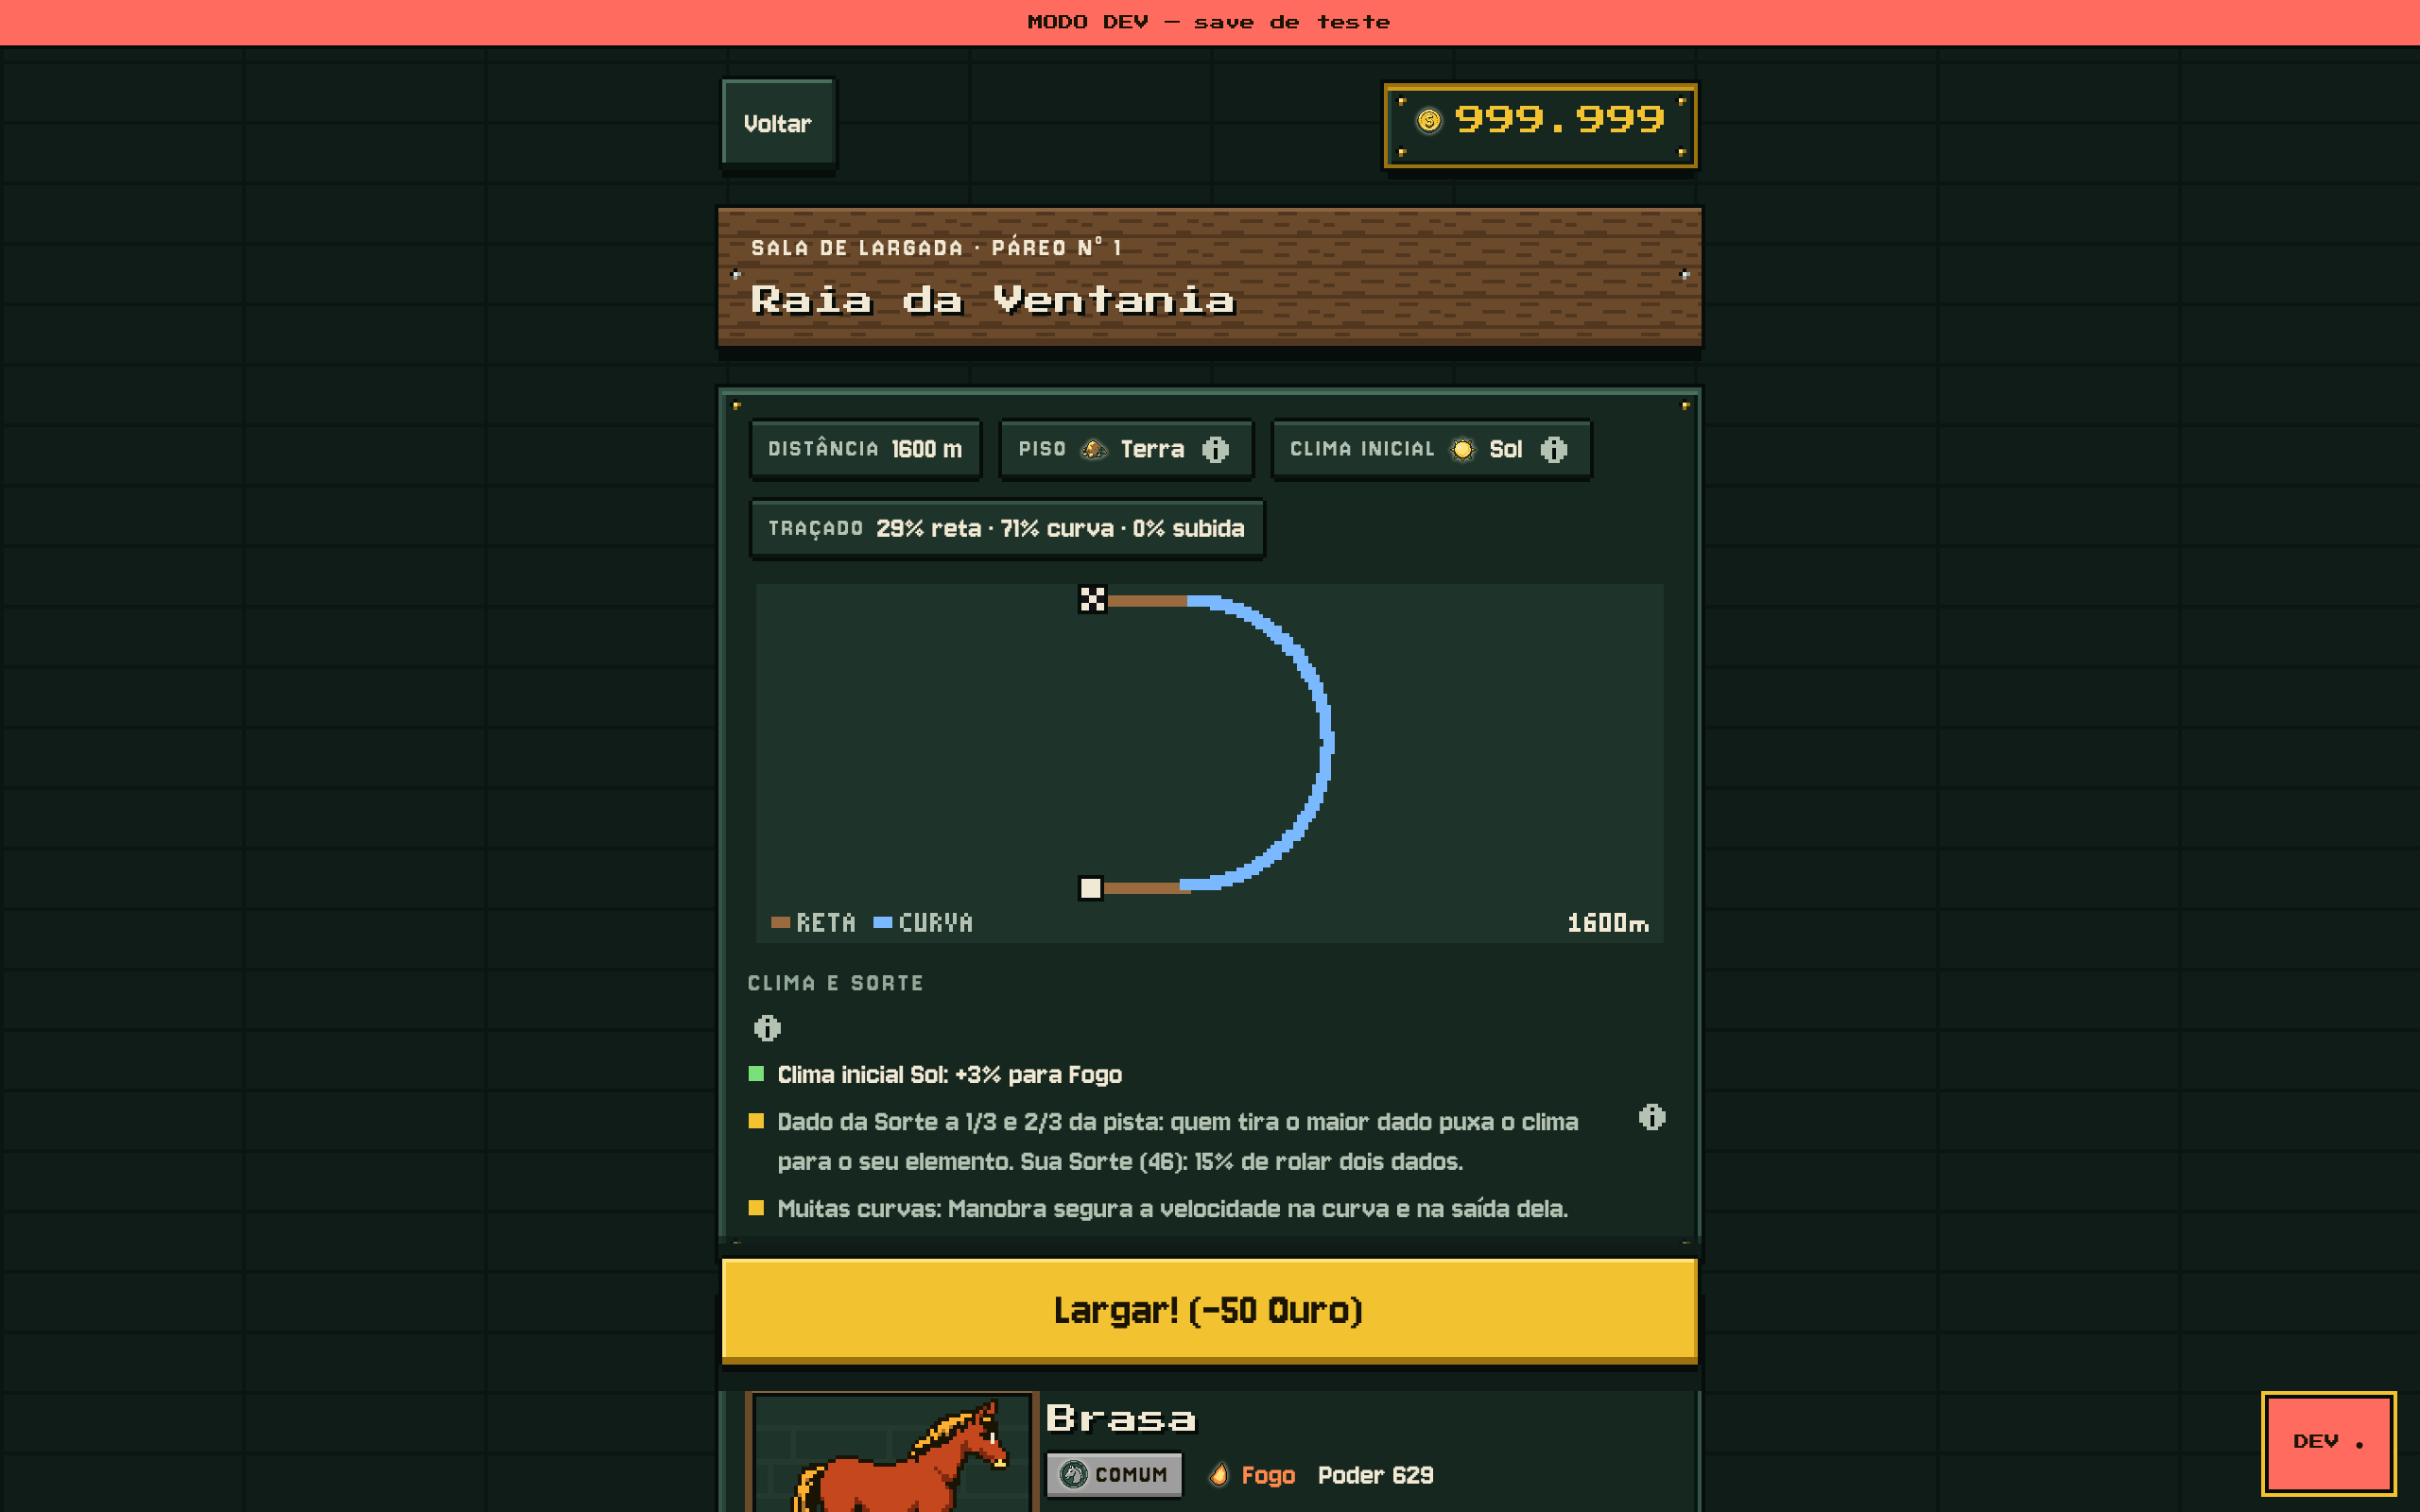 MODO DEV — save de teste
Voltar
999.999
SALA DE LARGADA · PÁREO Nº 1
Raia da Ventania
DISTÂNCIA 1600 m
PISO Terra
CLIMA INICIAL Sol
TRAÇADO 29% reta · 71% curva · 0% subida
RETA CURVA
1600m
CLIMA E SORTE
Clima inicial Sol: +3% para Fogo
Dado da Sorte a 1/3 e 2/3 da pista: quem tira o maior dado puxa o clima
para o seu elemento. Sua Sorte (46): 15% de rolar dois dados.
Muitas curvas: Manobra segura a velocidade na curva e na saída dela.
Largar! (-50 Ouro)
Brasa
COMUM Fogo Poder 629
DEV .